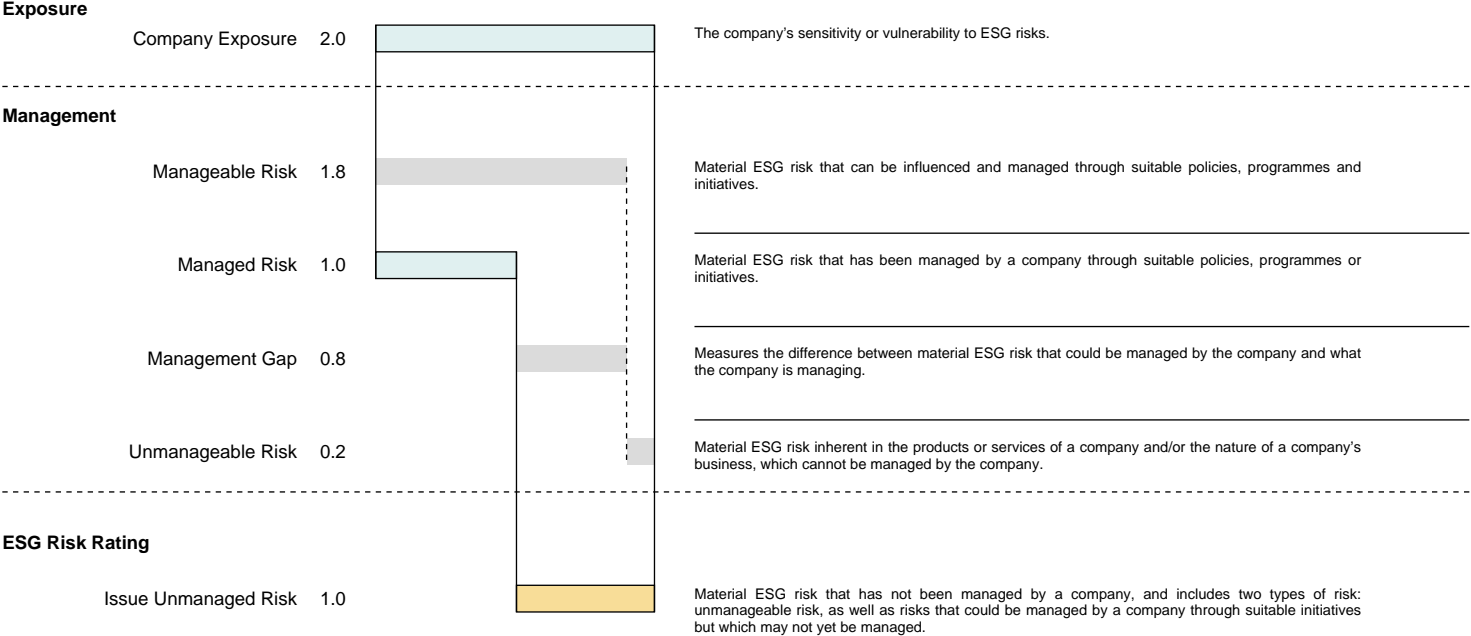 Exposure
Company Exposure 2.0
The company’s sensitivity or vulnerability to ESG risks.
Management
Manageable Risk 1.8
Material ESG risk that can be influenced and managed through suitable policies, programmes and
initiatives.
Managed Risk 1.0
Material ESG risk that has been managed by a company through suitable policies, programmes or
initiatives.
Management Gap 0.8
Measures the difference between material ESG risk that could be managed by the company and what
the company is managing.
Unmanageable Risk 0.2
Material ESG risk inherent in the products or services of a company and/or the nature of a company’s
business, which cannot be managed by the company.
ESG Risk Rating
Issue Unmanaged Risk 1.0
Material ESG risk that has not been managed by a company, and includes two types of risk:
unmanageable risk, as well as risks that could be managed by a company through suitable initiatives
but which may not yet be managed.